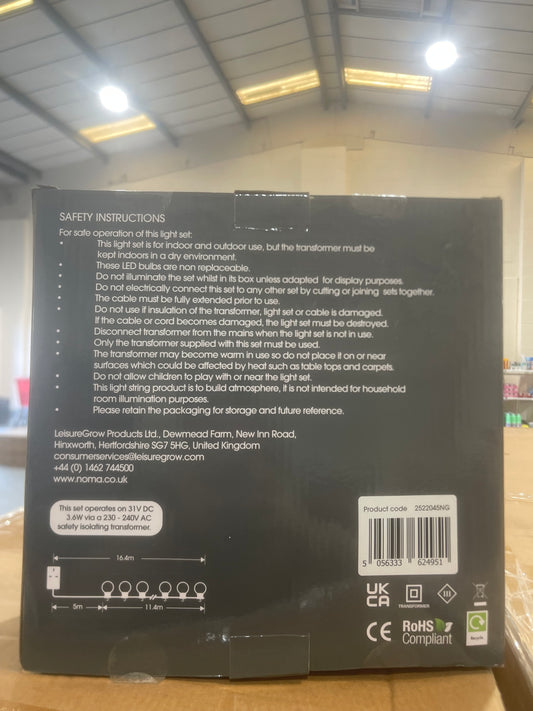 SAFETY INSTRUCTIONS
For safe operation of this light set:
• This light set is for indoor and outdoor use, but the transformer must be
kept indoors in a dry environment.
• These LED bulbs are non replaceable.
• Do not illuminate the set whilst in its box unless adapted for display purposes.
• Do not electrically connect this set to any other set by cutting or joining sets together.
• The cable must be fully extended prior to use.
• Do not use if insulation of the transformer, light set or cable is damaged.
If the cable or cord becomes damaged, the light set must be destroyed.
• Disconnect transformer from the mains when the light set is not in use.
• Only the transformer supplied with this set must be used.
• The transformer may become warm in use so do not place it on or near
surfaces which could be affected by heat such as table tops and carpets.
• Do not allow children to play with or near the light set.
• This light string product is to build atmosphere, it is not intended for household
room illumination purposes.
• Please retain the packaging for storage and future reference.
LeisureGrow Products Ltd., Dewmead Farm, New Inn Road,
Hinxworth, Hertfordshire SG7 5HG, United Kingdom
consumerservices@leisuregrow.com
+44 (0) 1462 744500
www.noma.co.uk
This set operates on 31V DC
3.6W via a 230 - 240V AC
safety isolating transformer.
16.4m
5m 11.4m
Product code 2522045NG
5 056333 624951
UK
CA
TRANSFORMER
III
CE
RoHS
Compliant
Recycle